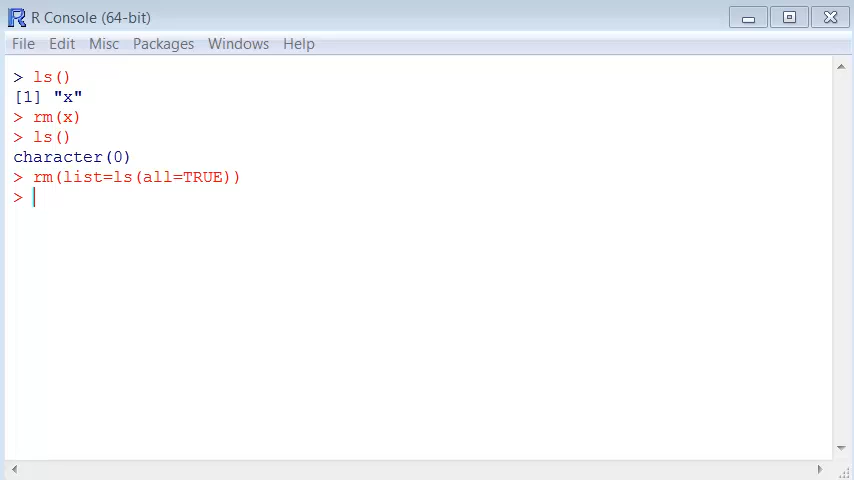 R Console (64-bit)
File Edit Misc Packages Windows Help
> ls()
[1] "x"
> rm(x)
> ls()
character(0)
> rm(list=ls(all=TRUE))
>